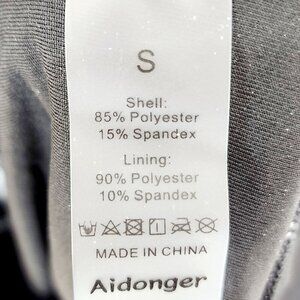 S
Shell:
85% Polyester
15% Spandex
Lining:
90% Polyester
10% Spandex
MADE IN CHINA
Aidonger